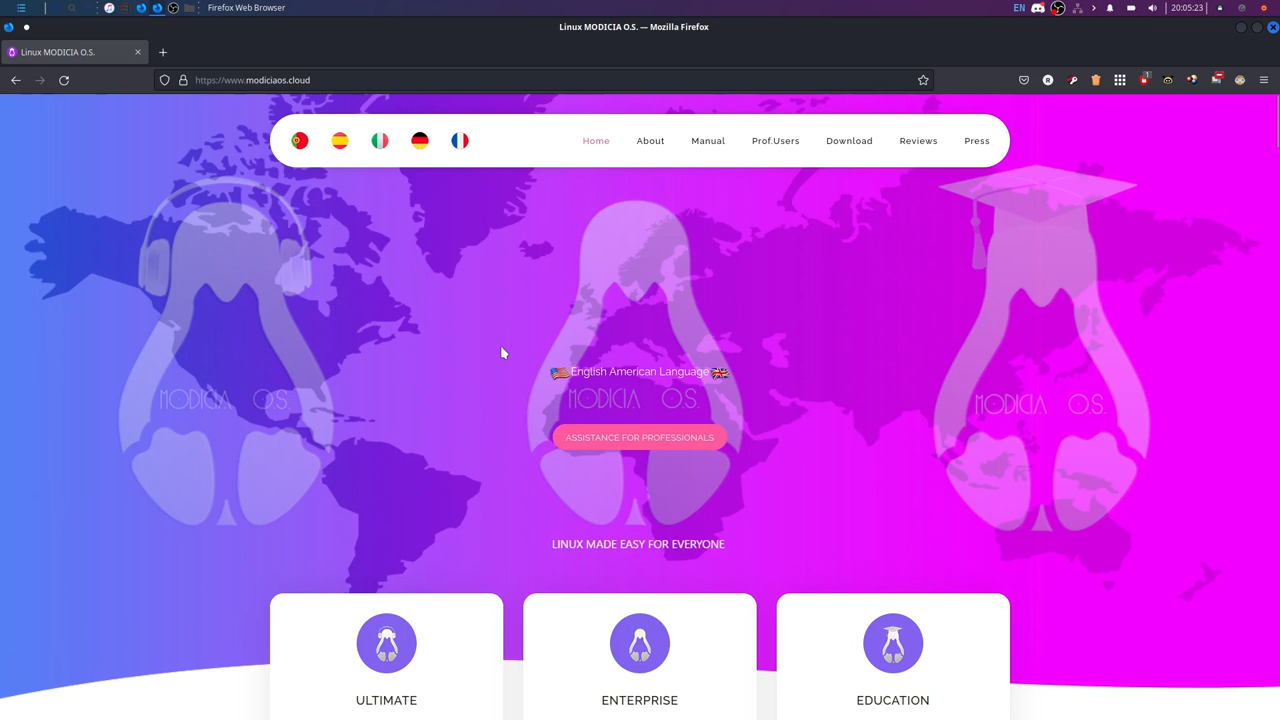 Firefox Web Browser
EN
20:05:23
Linux MODICIA O.S. — Mozilla Firefox
Linux MODICIA O.S.
https://www.modiciaos.cloud
1
Home About Manual Prof.Users Download Reviews Press
English American Language
MODICIA O.S. MODICIA O.S. MODICIA O.S.
ASSISTANCE FOR PROFESSIONALS
LINUX MADE EASY FOR EVERYONE
ULTIMATE ENTERPRISE EDUCATION